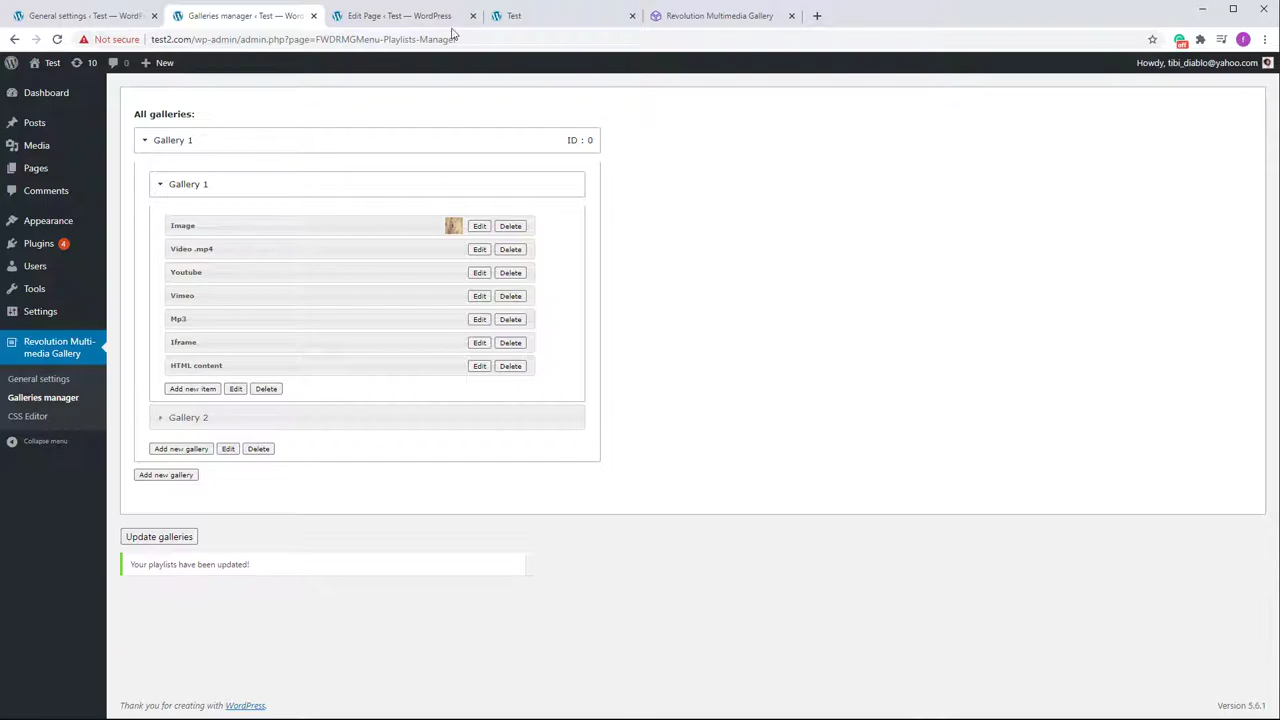 General settings ‹ Test — WordPr
Galleries manager ‹ Test — Wor
Edit Page ‹ Test — WordPress
Test
Revolution Multimedia Gallery
Not secure
test2.com/wp-admin/admin.php?page=FWDRMGMenu-Playlists-Manager
off
f
Test
10
0
New
Howdy, tibi_diablo@yahoo.com
Dashboard
Posts
Media
Pages
Comments
Appearance
Plugins 4
Users
Tools
Settings
Revolution Multi-
media Gallery
General settings
Galleries manager
CSS Editor
Collapse menu
All galleries:
Gallery 1 ID : 0
Gallery 1
Image Edit Delete
Video .mp4 Edit Delete
Youtube Edit Delete
Vimeo Edit Delete
Mp3 Edit Delete
Iframe Edit Delete
HTML content Edit Delete
Add new item Edit Delete
Gallery 2
Add new gallery Edit Delete
Add new gallery
Update galleries
Your playlists have been updated!
Thank you for creating with WordPress.
Version 5.6.1